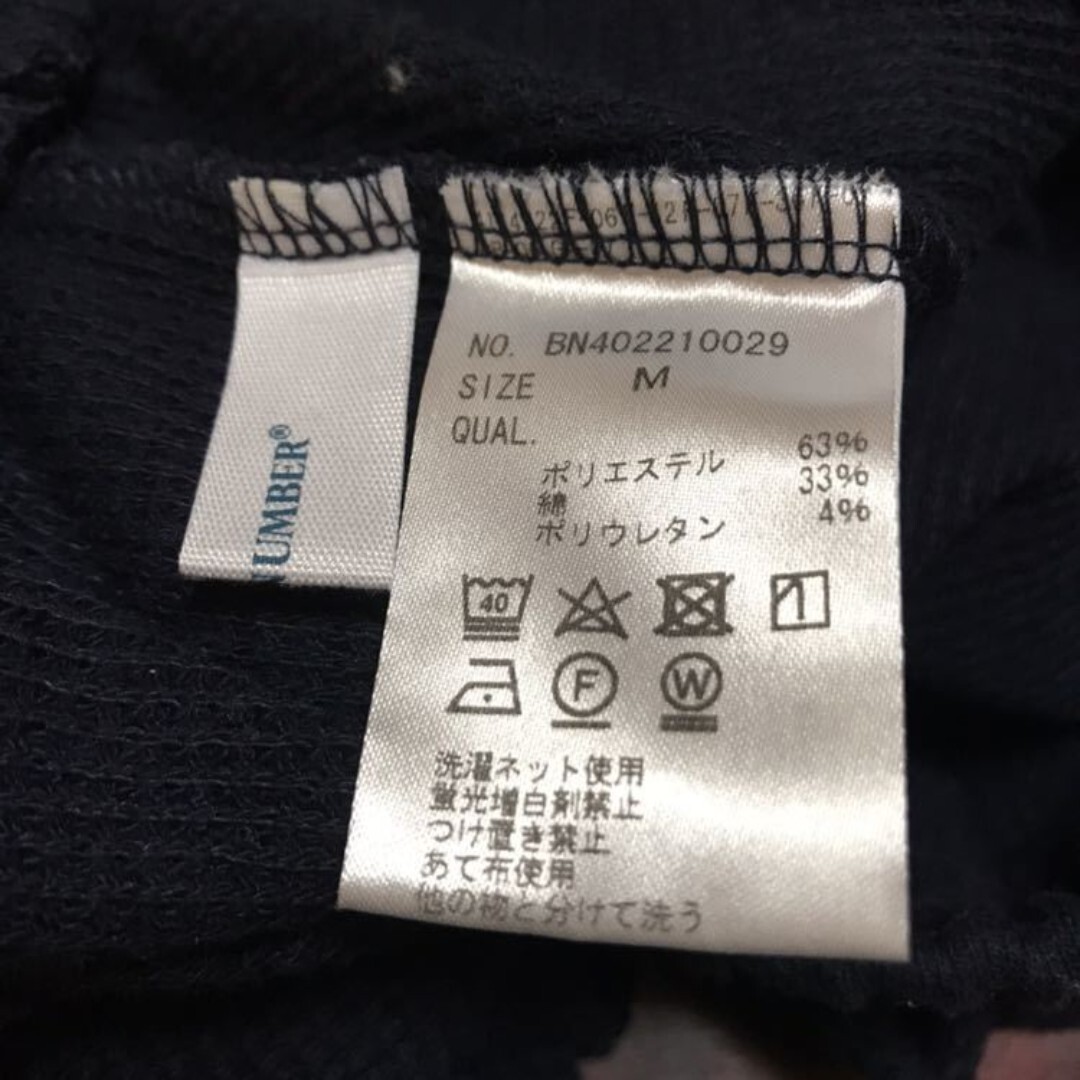 UMBER®
NO. BN402210029
SIZE M
QUAL.
ポリエステル 63%
綿 33%
ポリウレタン 4%
40
F
W
洗濯ネット使用
蛍光増白剤禁止
つけ置き禁止
あて布使用
他の物と分けて洗う